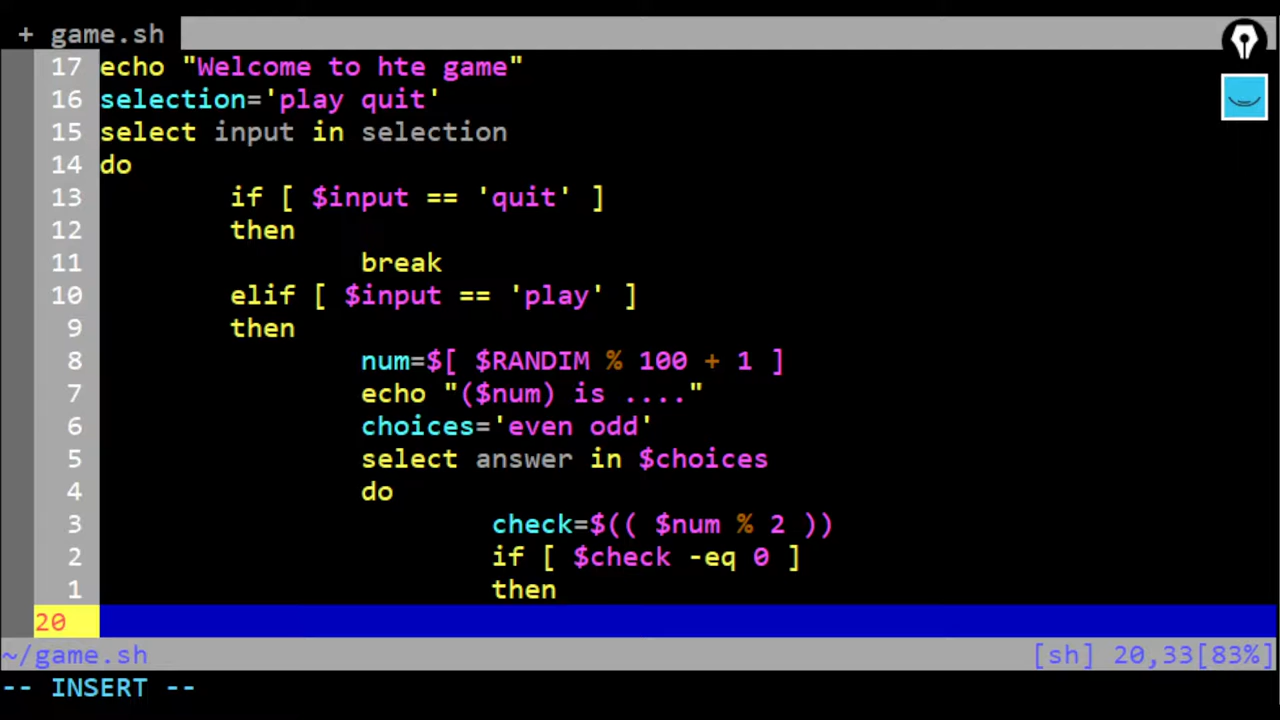 + game.sh
17 echo "Welcome to hte game"
16 selection='play quit'
15 select input in selection
14 do
13 if [ $input == 'quit' ]
12 then
11 break
10 elif [ $input == 'play' ]
9 then
8 num=$[ $RANDIM % 100 + 1 ]
7 echo "($num) is ...."
6 choices='even odd'
5 select answer in $choices
4 do
3 check=$(( $num % 2 ))
2 if [ $check -eq 0 ]
1 then
20
~/game.sh [sh] 20,33[83%]
-- INSERT --